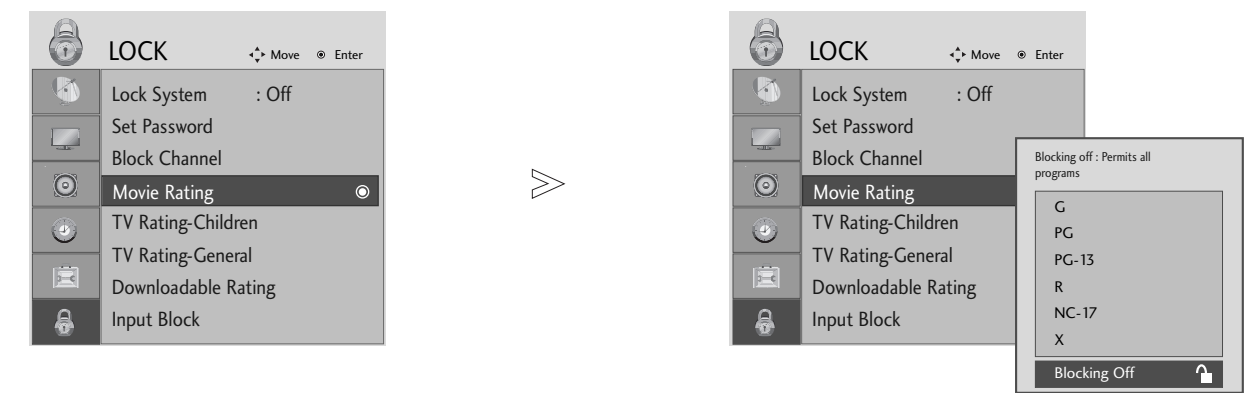 LOCK Move Enter
Lock System : Off
Set Password
Block Channel
Movie Rating
TV Rating-Children
TV Rating-General
Downloadable Rating
Input Block
LOCK Move Enter
Lock System : Off
Set Password
Block Channel
Movie Rating
TV Rating-Children
TV Rating-General
Downloadable Rating
Input Block
Blocking off : Permits all
programs
G
PG
PG-13
R
NC-17
X
Blocking Off